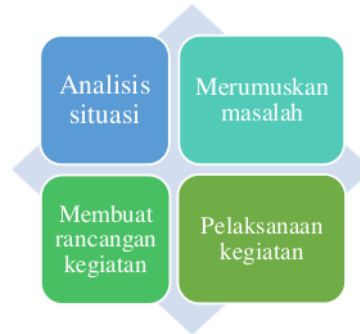 Analisis
situasi
Merumuskan
masalah
Membuat
rancangan
kegiatan
Pelaksanaan
kegiatan